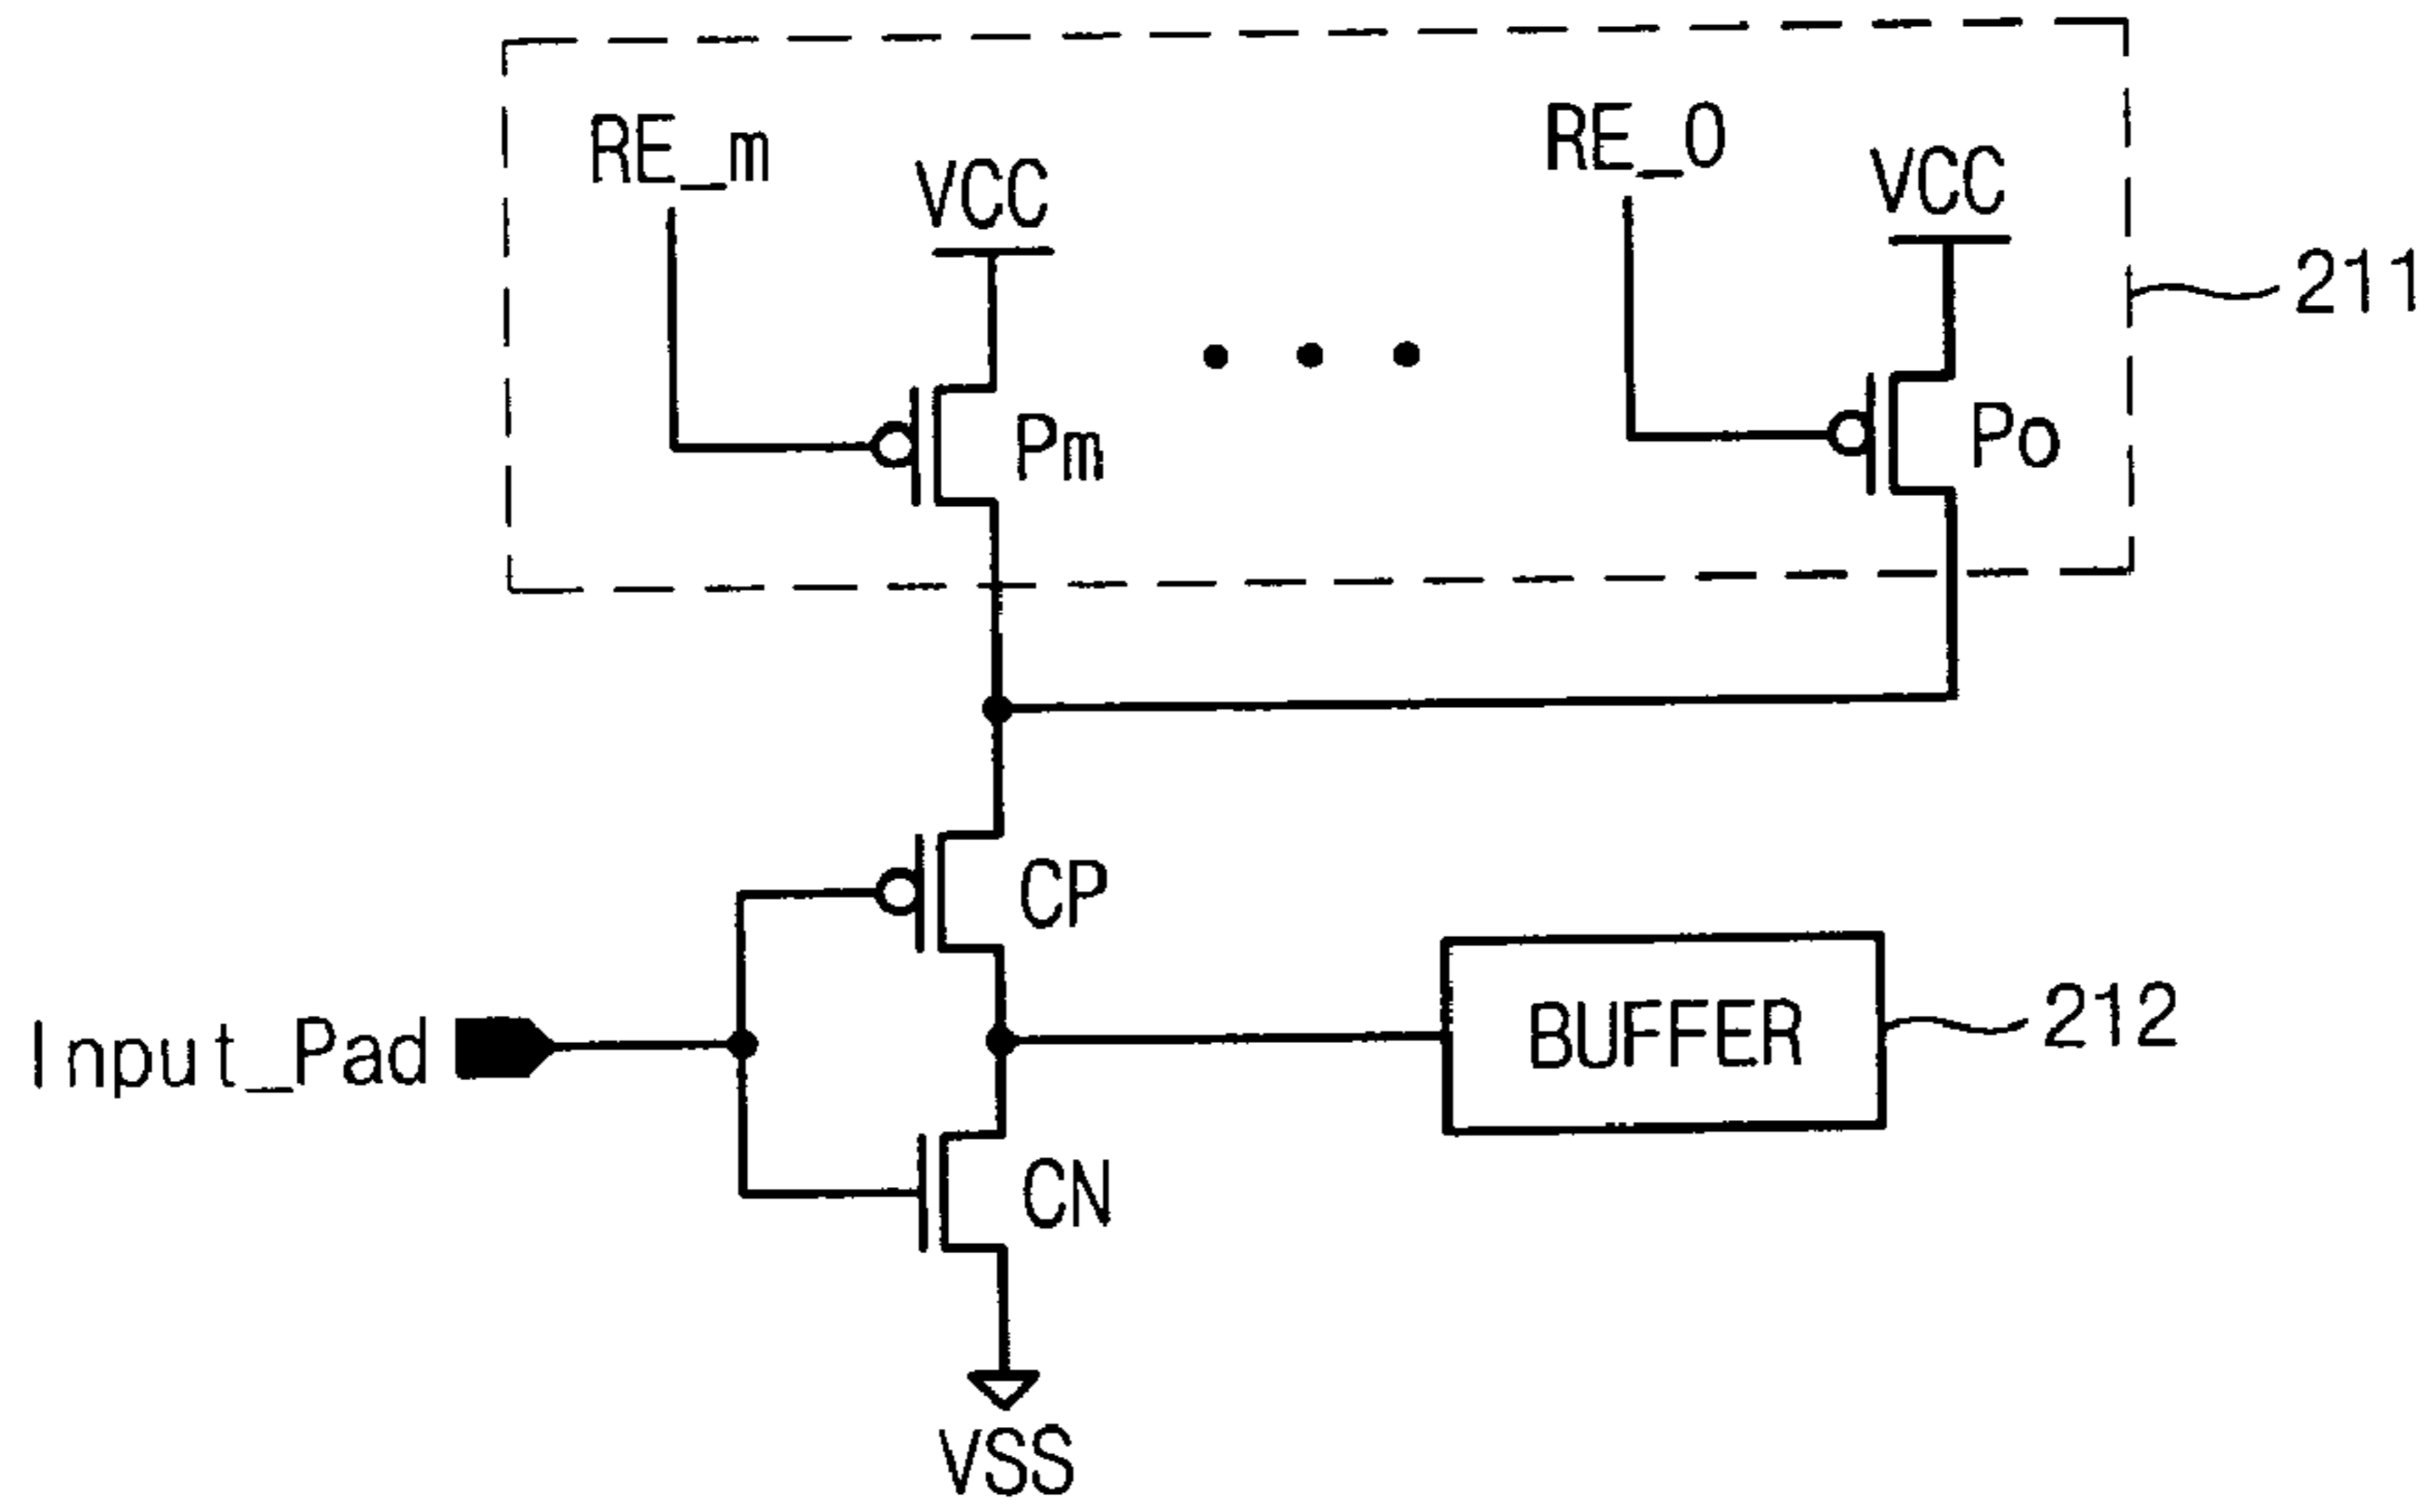 RE_m
VCC
RE_0
VCC
211
Pm
Po
CP
Input_Pad
BUFFER
212
CN
VSS